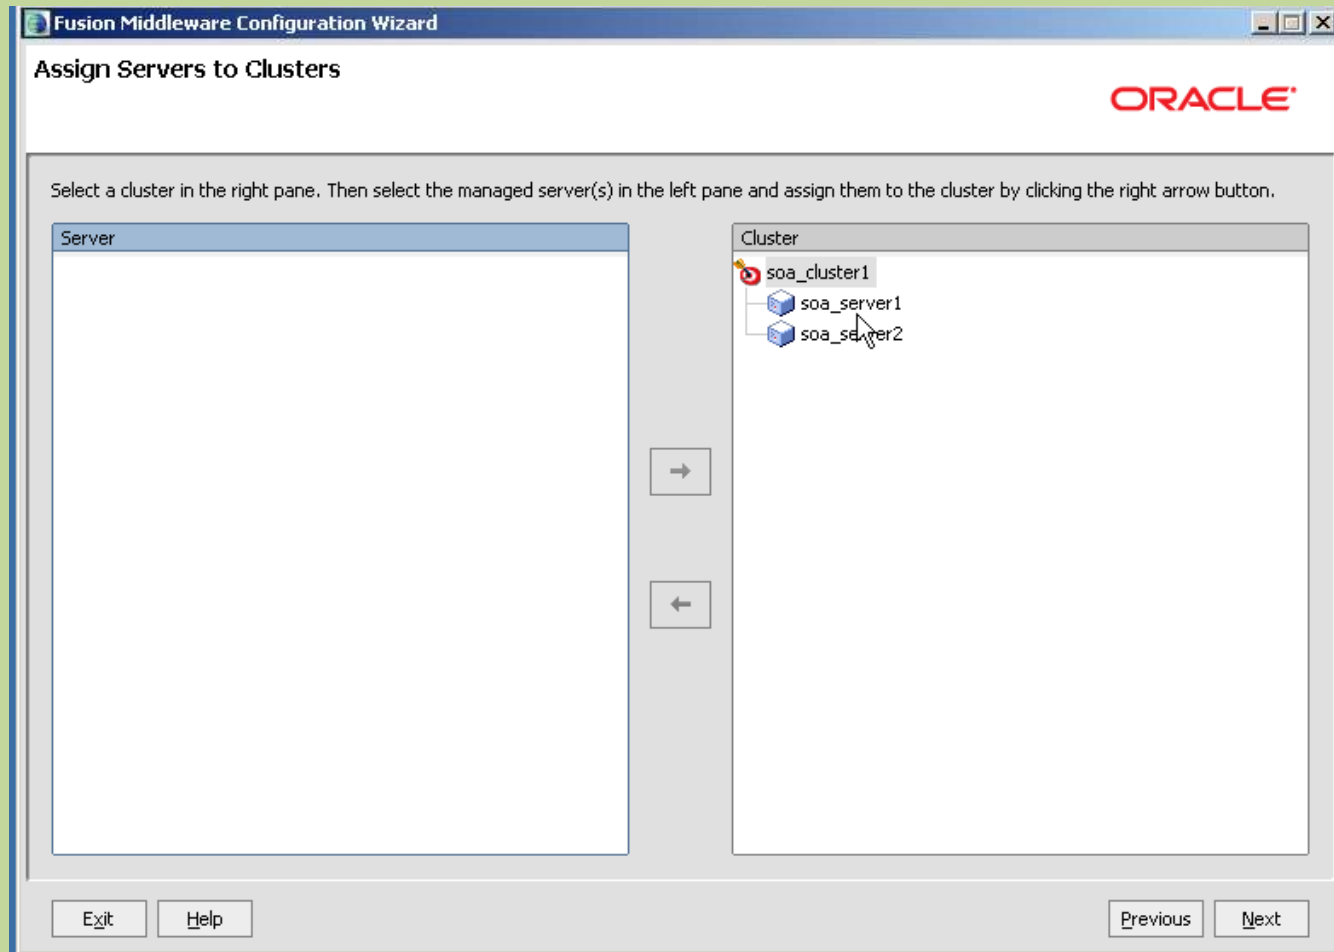 Fusion Middleware Configuration Wizard
Assign Servers to Clusters
ORACLE
Select a cluster in the right pane. Then select the managed server(s) in the left pane and assign them to the cluster by clicking the right arrow button.
Server
Cluster
soa_cluster1
soa_server1
soa_server2
Exit
Help
Previous
Next